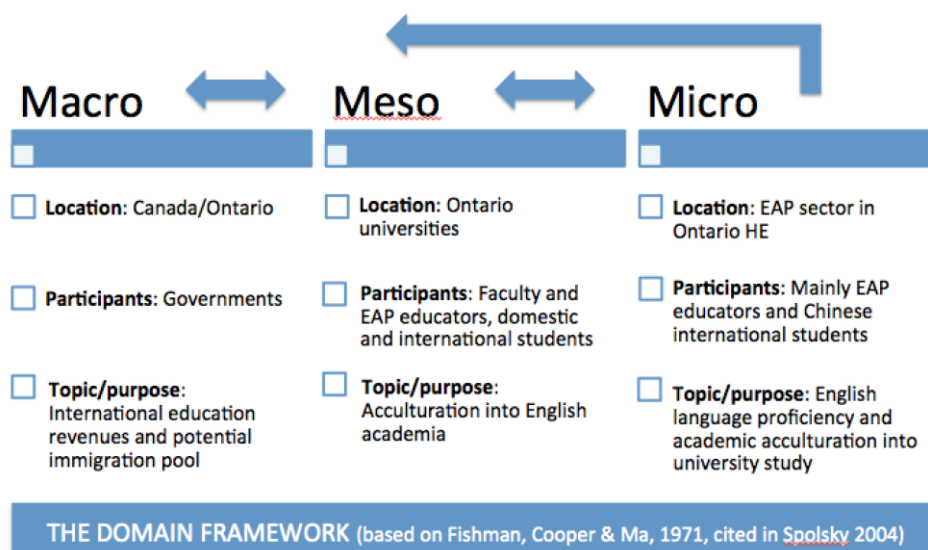 Macro
Location: Canada/Ontario
Participants: Governments
Topic/purpose:
International education
revenues and potential
immigration pool
Meso
Location: Ontario
universities
Participants: Faculty and
EAP educators, domestic
and international students
Topic/purpose:
Acculturation into English
academia
Micro
Location: EAP sector in
Ontario HE
Participants: Mainly EAP
educators and Chinese
international students
Topic/purpose: English
language proficiency and
academic acculturation into
university study
THE DOMAIN FRAMEWORK (based on Fishman, Cooper & Ma, 1971, cited in Spolsky 2004)